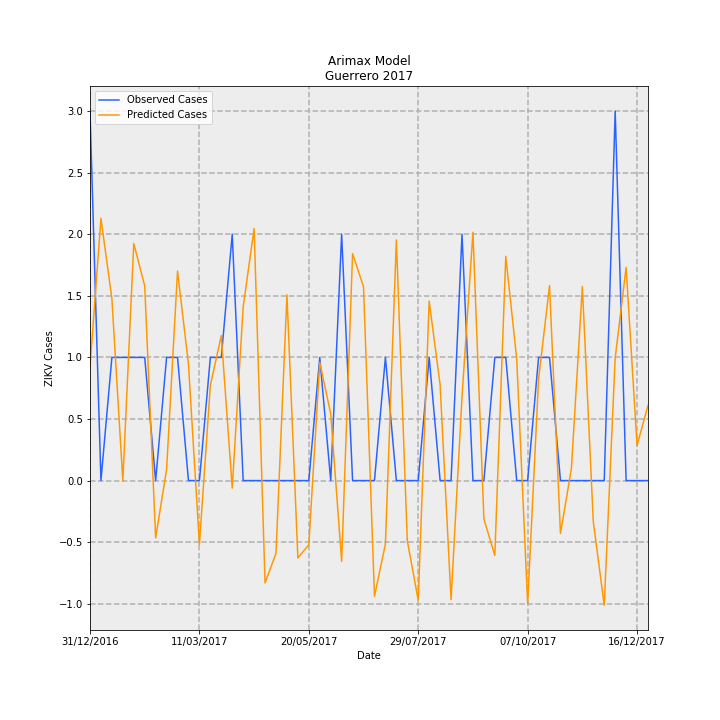 Arimax Model
Guerrero 2017
Observed Cases
Predicted Cases
3.0
2.5
2.0
1.5
1.0
0.5
0.0
−0.5
−1.0
ZIKV Cases
31/12/2016 11/03/2017 20/05/2017 29/07/2017 07/10/2017 16/12/2017
Date